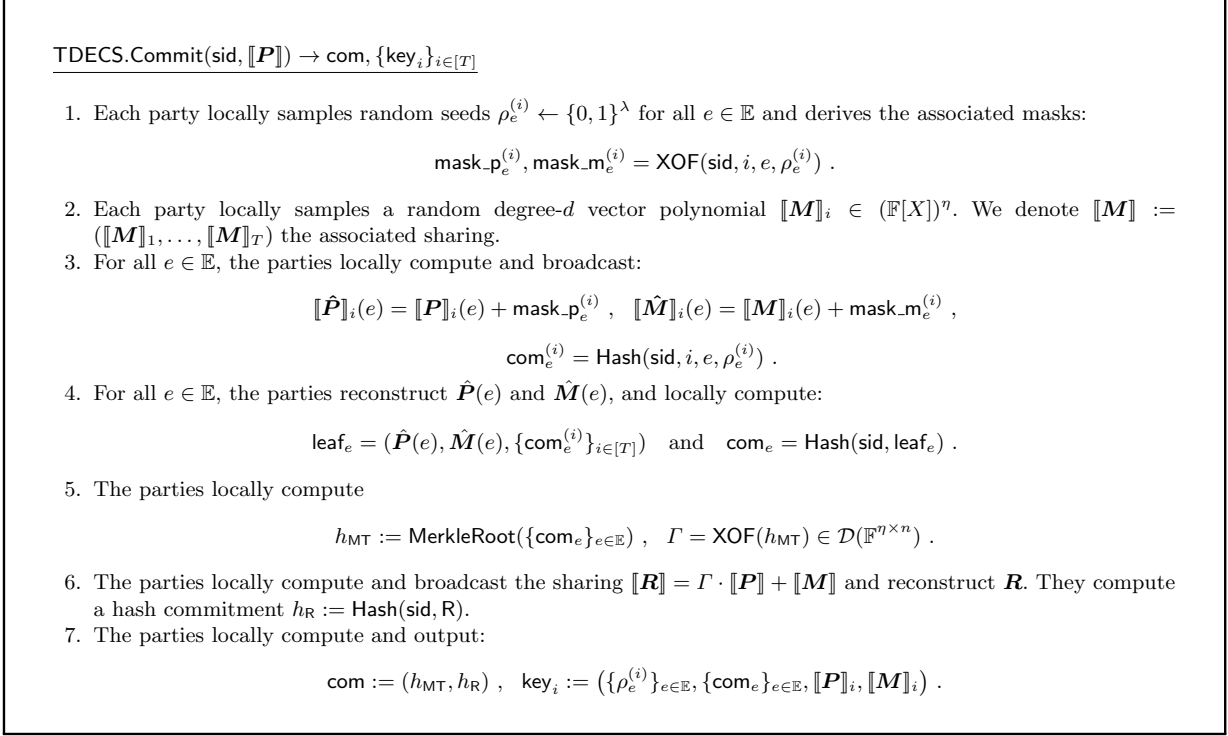 TDECS.Commit(sid, ⟦𝑷⟧) → com, {key_i}_{i∈[T]}
1. Each party locally samples random seeds ρ_e^{(i)} ← {0, 1}^λ for all e ∈ 𝔼 and derives the associated masks:
mask_p_e^{(i)}, mask_m_e^{(i)} = XOF(sid, i, e, ρ_e^{(i)}) .
2. Each party locally samples a random degree-d vector polynomial ⟦𝑴⟧_i ∈ (𝔽[X])^η. We denote ⟦𝑴⟧ :=
(⟦𝑴⟧_1, . . . , ⟦𝑴⟧_T) the associated sharing.
3. For all e ∈ 𝔼, the parties locally compute and broadcast:
⟦𝑷̂⟧_i(e) = ⟦𝑷⟧_i(e) + mask_p_e^{(i)} , ⟦𝑴̂⟧_i(e) = ⟦𝑴⟧_i(e) + mask_m_e^{(i)} ,
com_e^{(i)} = Hash(sid, i, e, ρ_e^{(i)}) .
4. For all e ∈ 𝔼, the parties reconstruct 𝑷̂(e) and 𝑴̂(e), and locally compute:
leaf_e = (𝑷̂(e), 𝑴̂(e), {com_e^{(i)}}_{i∈[T]}) and com_e = Hash(sid, leaf_e) .
5. The parties locally compute
h_MT := MerkleRoot({com_e}_{e∈𝔼}) , Γ = XOF(h_MT) ∈ 𝒟(𝔽^{η×n}) .
6. The parties locally compute and broadcast the sharing ⟦𝑹⟧ = Γ · ⟦𝑷⟧ + ⟦𝑴⟧ and reconstruct 𝑹. They compute
a hash commitment h_R := Hash(sid, R).
7. The parties locally compute and output:
com := (h_MT, h_R) , key_i := ({ρ_e^{(i)}}_{e∈𝔼}, {com_e}_{e∈𝔼}, ⟦𝑷⟧_i, ⟦𝑴⟧_i) .